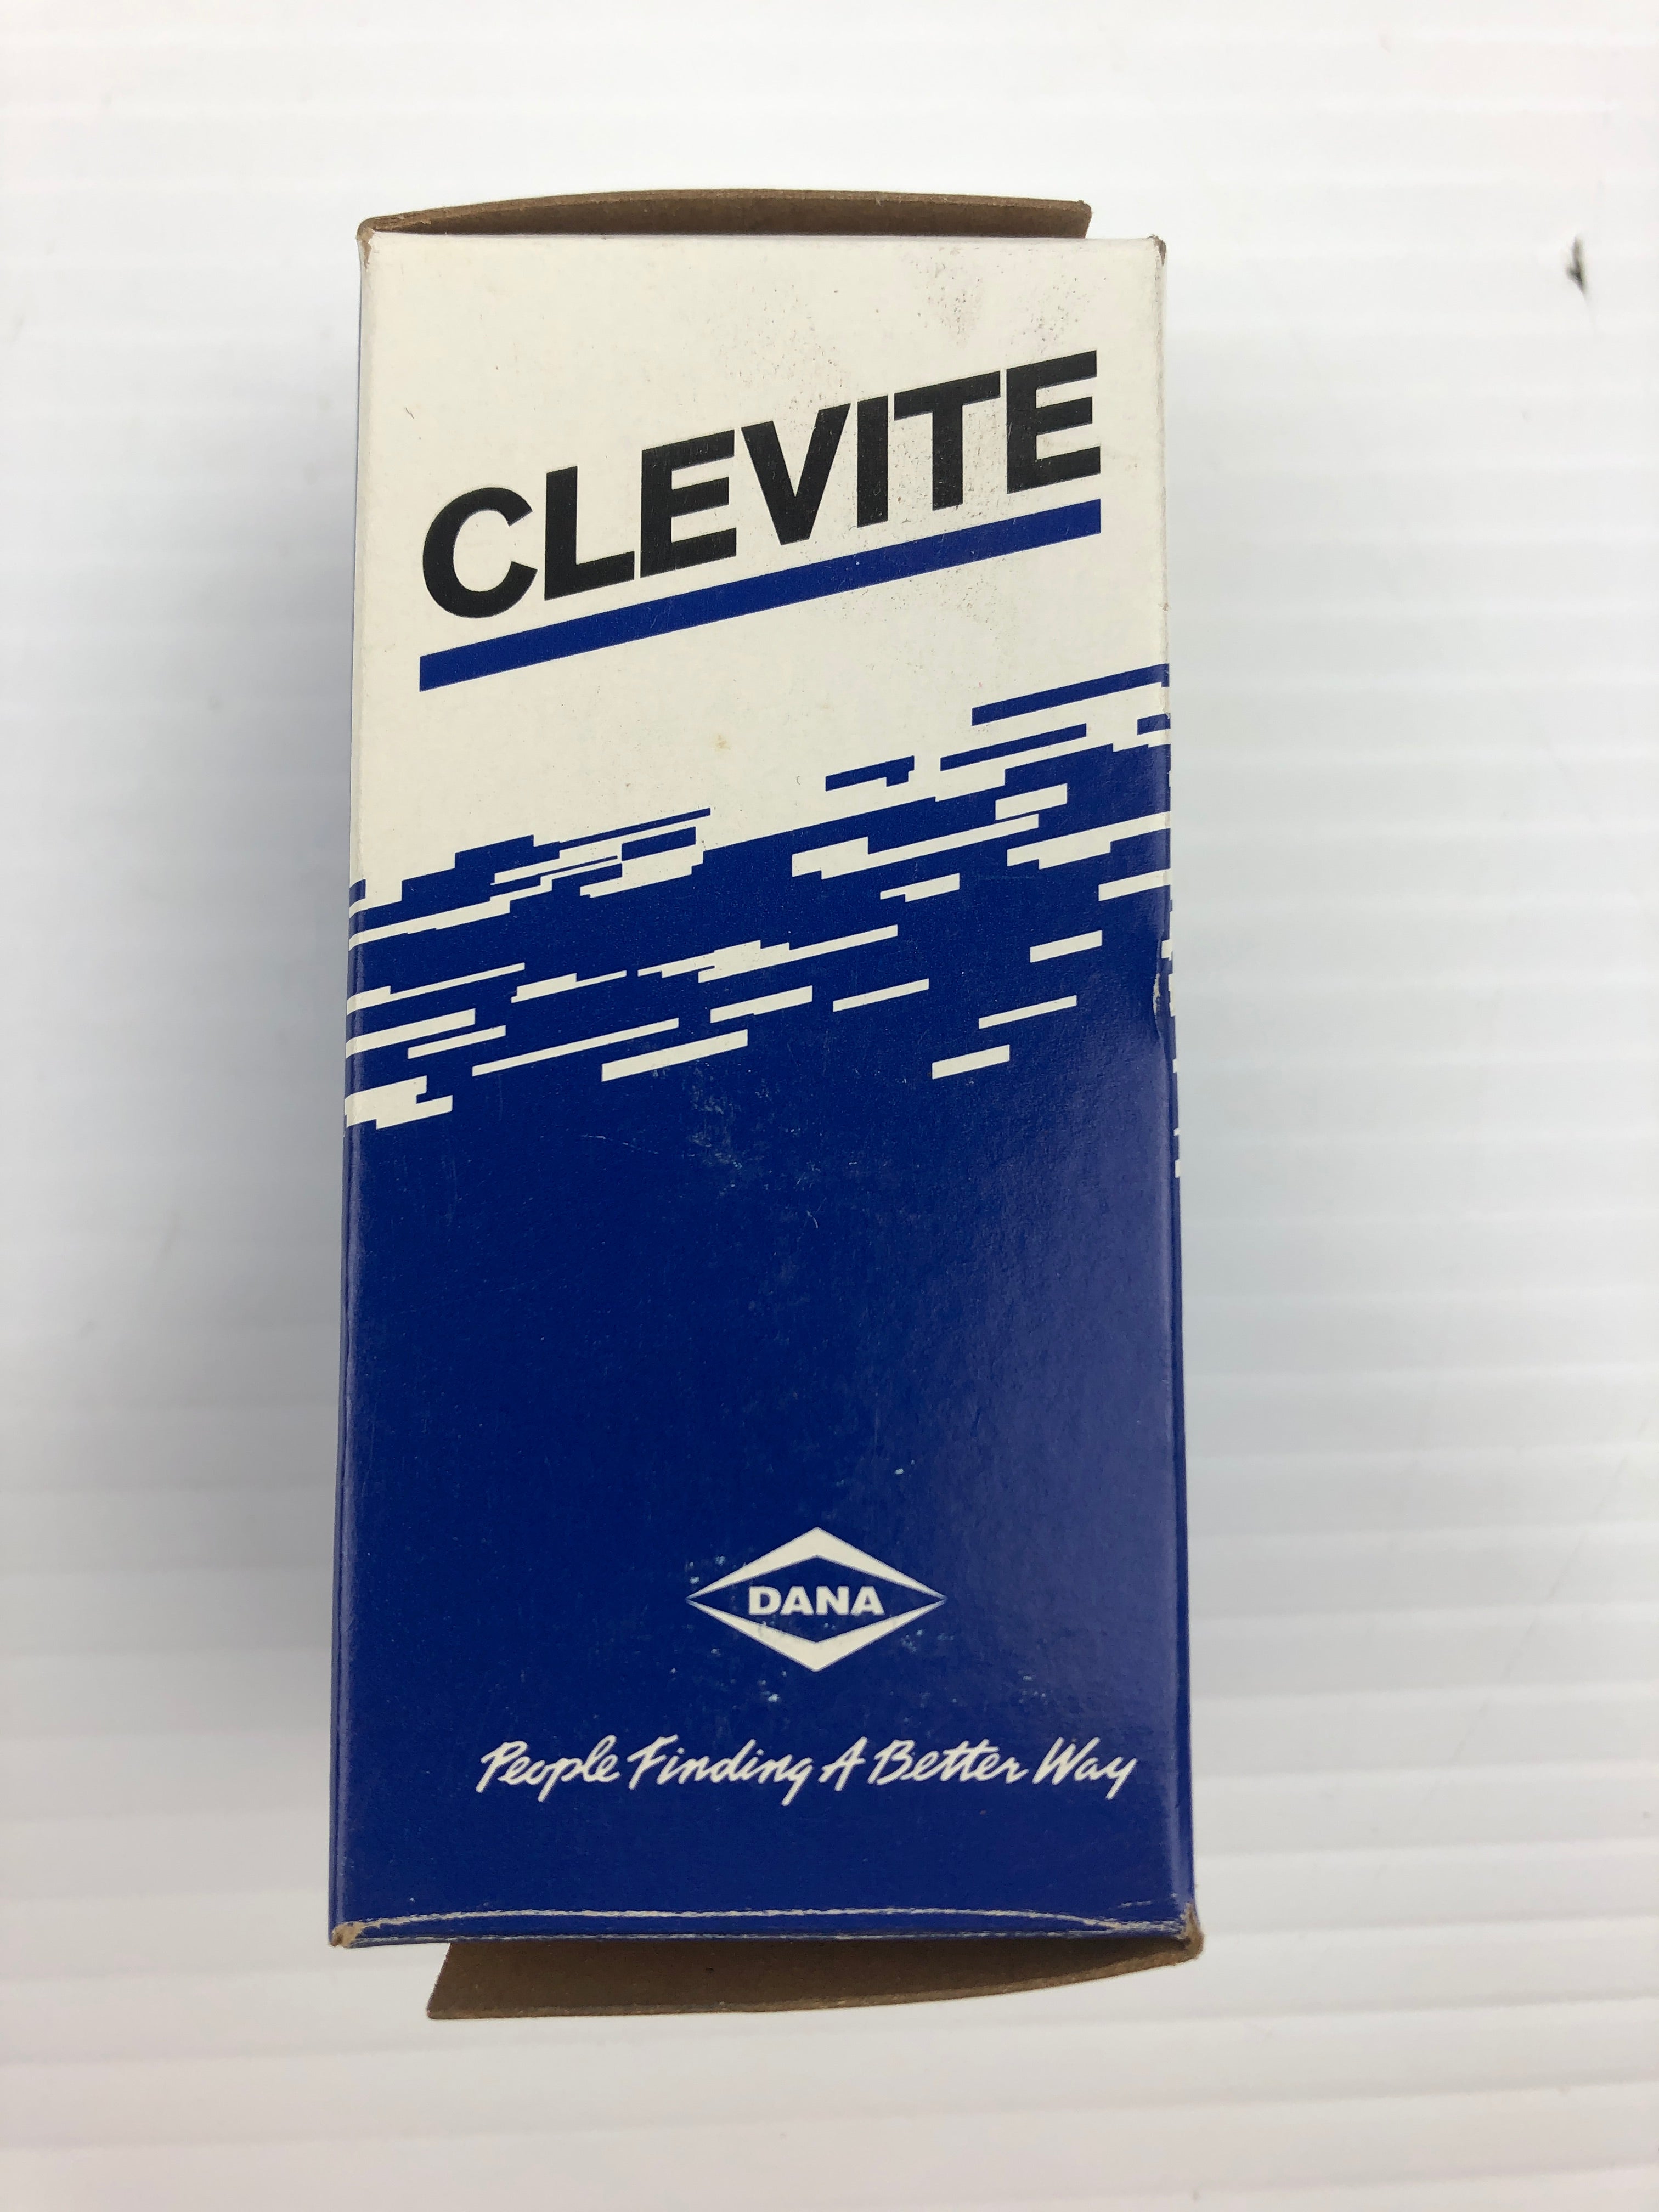 CLEVITE
DANA
People Finding A Better Way